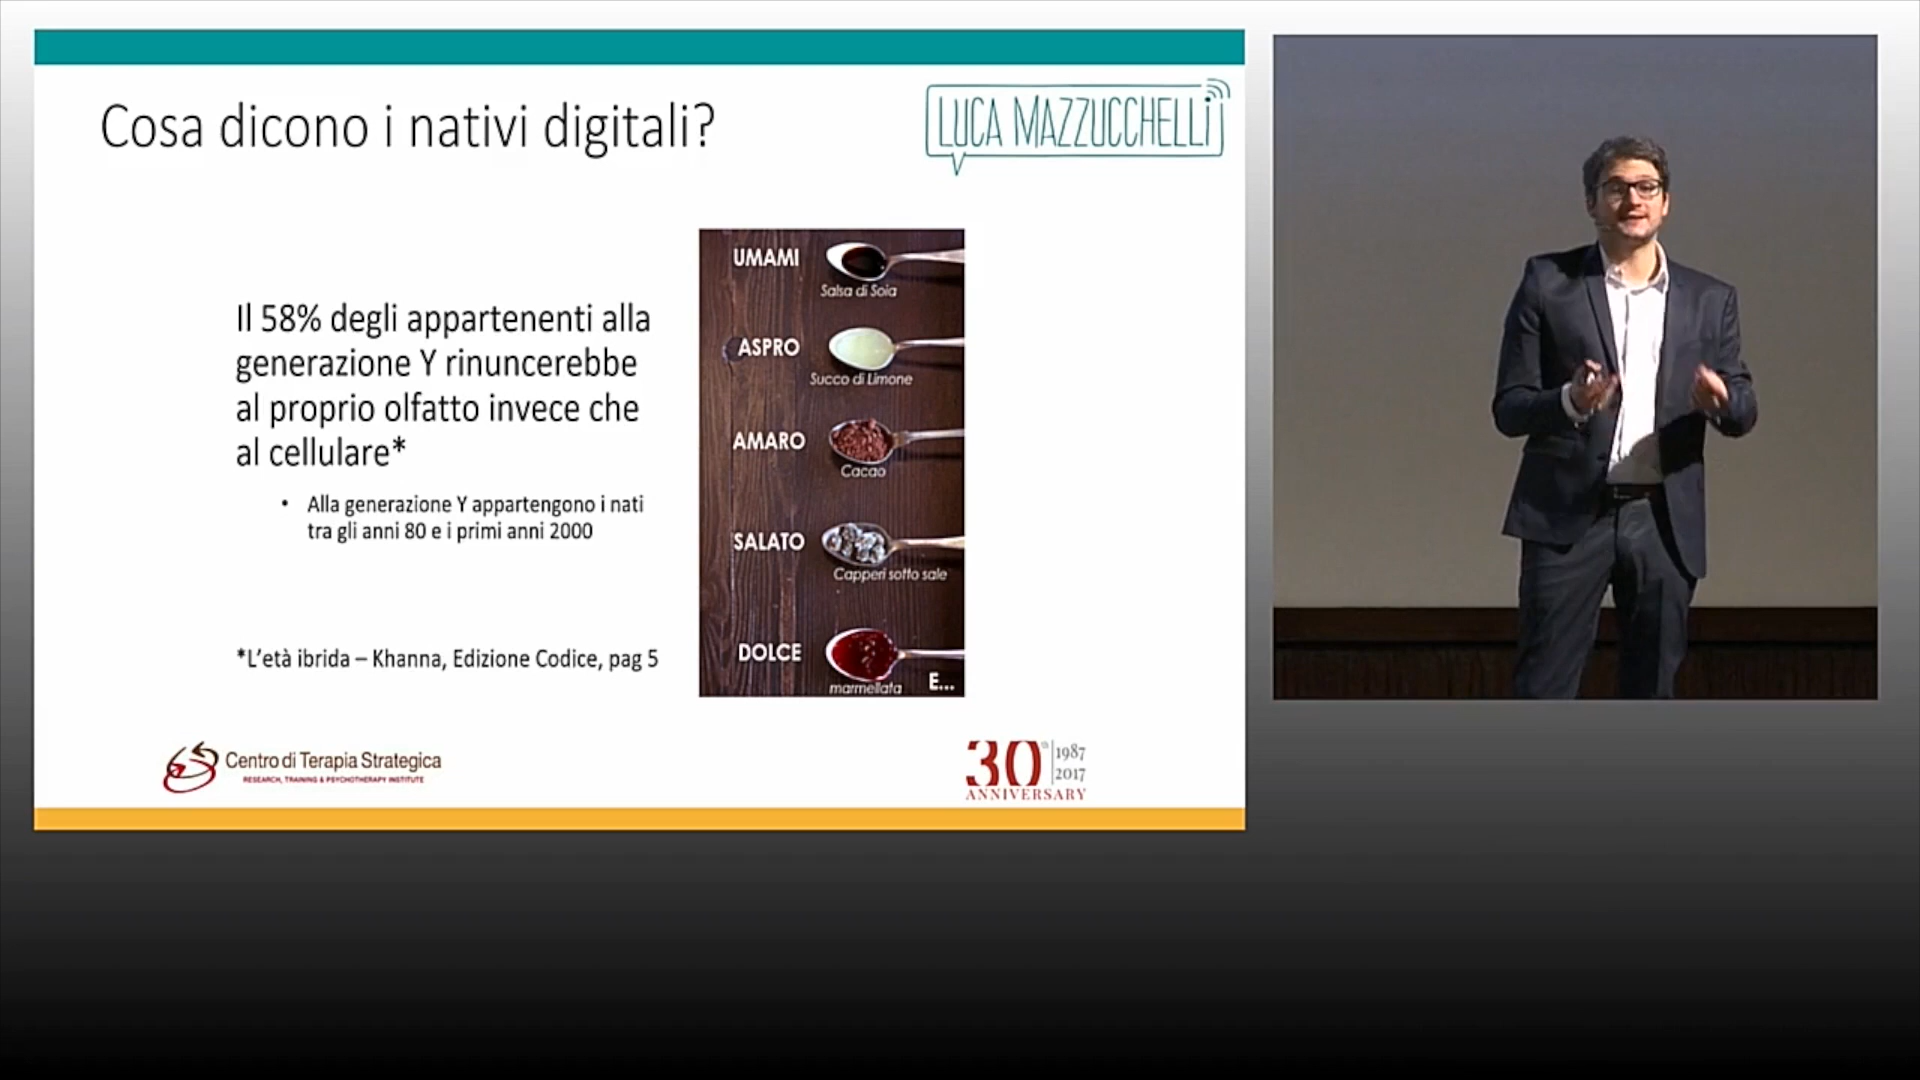 Cosa dicono i nativi digitali?
LUCA MAZZUCCHELLI
Il 58% degli appartenenti alla
generazione Y rinuncerebbe
al proprio olfatto invece che
al cellulare*
• Alla generazione Y appartengono i nati
tra gli anni 80 e i primi anni 2000
*L'età ibrida – Khanna, Edizione Codice, pag 5
UMAMI
Salsa di Soia
ASPRO
Succo di Limone
AMARO
Cacao
SALATO
Capperi sotto sale
DOLCE
marmellata
E...
Centro di Terapia Strategica
RESEARCH, TRAINING & PSYCHOTHERAPY INSTITUTE
30th
1987
2017
ANNIVERSARY